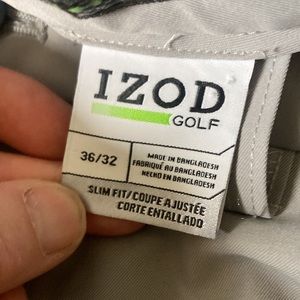 IZOD
GOLF
36/32
MADE IN BANGLADESH
FABRIQUÉ AU BANGLADESH
HECHO EN BANGLADESH
SLIM FIT/COUPE AJUSTÉE
CORTE ENTALLADO